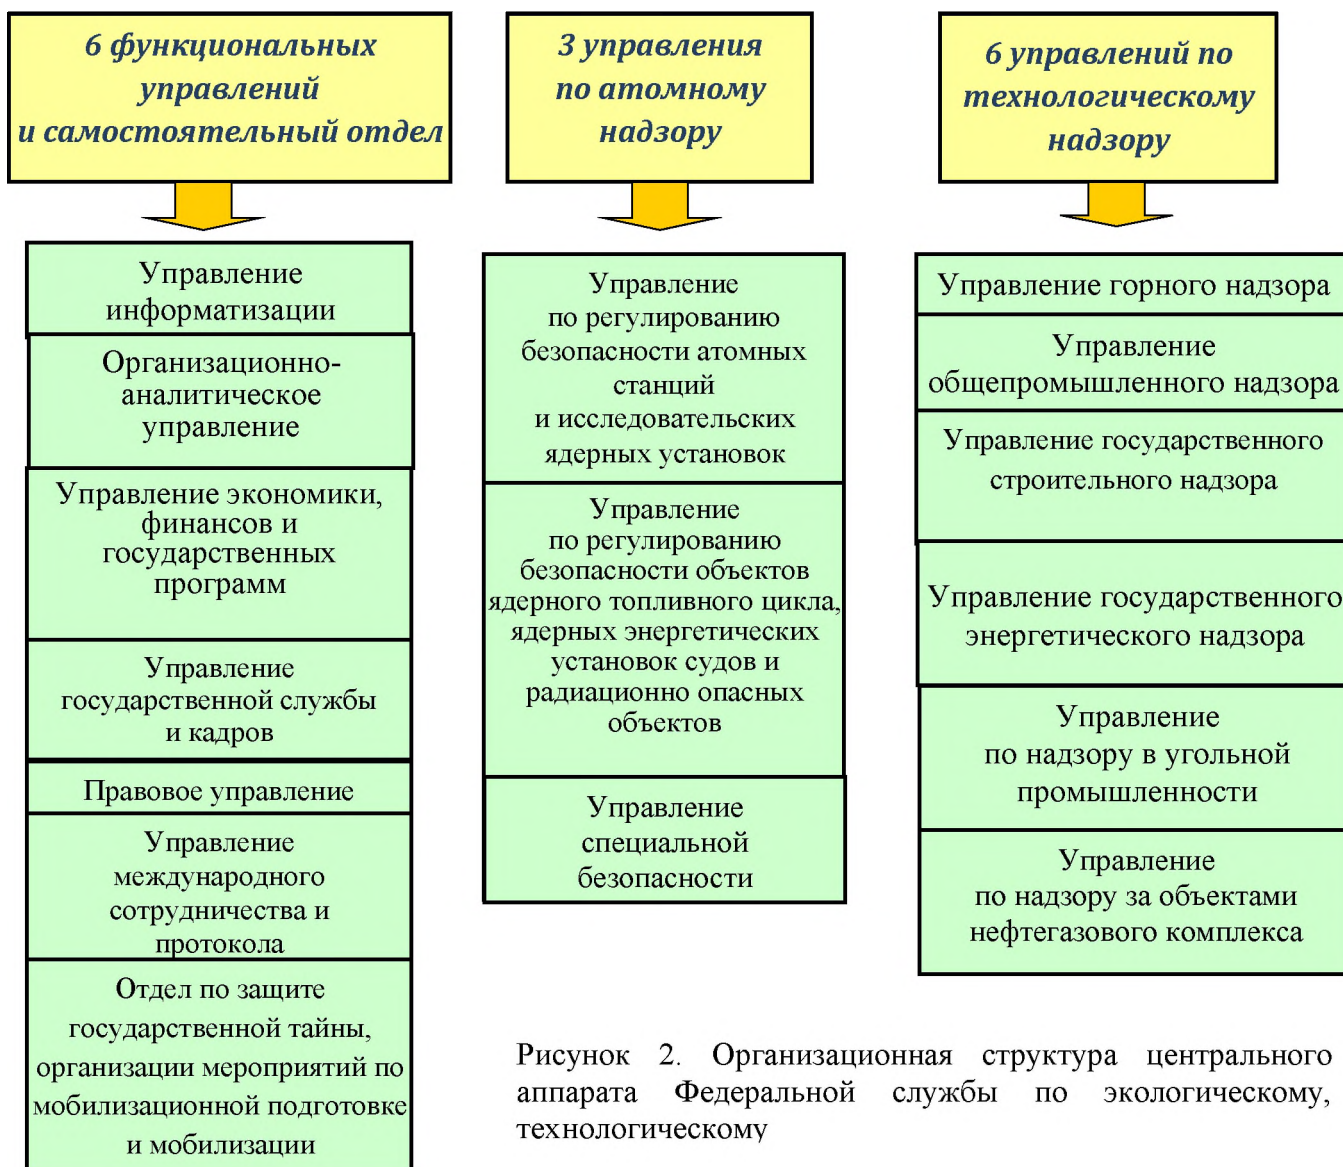 6 функциональных
управлений
и самостоятельный отдел
Управление
информатизации
Организационно-
аналитическое
управление
Управление экономики,
финансов и
государственных
программ
Управление
государственной службы
и кадров
Правовое управление
Управление
международного
сотрудничества и
протокола
Отдел по защите
государственной тайны,
организации мероприятий по
мобилизационной подготовке
и мобилизации
3 управления
по атомному
надзору
Управление
по регулированию
безопасности атомных
станций
и исследовательских
ядерных установок
Управление
по регулированию
безопасности объектов
ядерного топливного цикла,
ядерных энергетических
установок судов и
радиационно опасных
объектов
Управление
специальной
безопасности
6 управлений по
технологическому
надзору
Управление горного надзора
Управление
общепромышленного надзора
Управление государственного
строительного надзора
Управление государственного
энергетического надзора
Управление
по надзору в угольной
промышленности
Управление
по надзору за объектами
нефтегазового комплекса
Рисунок 2. Организационная структура центрального
аппарата Федеральной службы по экологическому,
технологическому